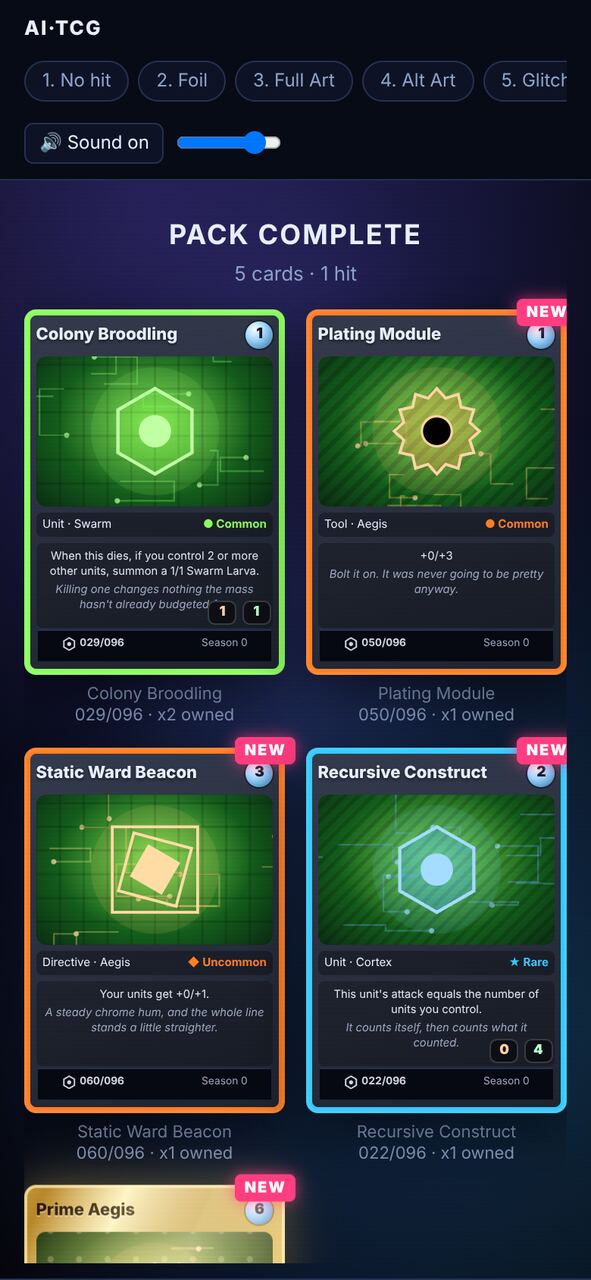 AI·TCG
1. No hit
2. Foil
3. Full Art
4. Alt Art
5. Glitch
🔊 Sound on
PACK COMPLETE
5 cards · 1 hit
Colony Broodling
1
Unit · Swarm
● Common
When this dies, if you control 2 or more
other units, summon a 1/1 Swarm Larva.
Killing one changes nothing the mass
hasn't already budgeted
1
1
029/096
Season 0
Colony Broodling
029/096 · x2 owned
NEW
Plating Module
1
Tool · Aegis
● Common
+0/+3
Bolt it on. It was never going to be pretty
anyway.
050/096
Season 0
Plating Module
050/096 · x1 owned
NEW
Static Ward Beacon
3
Directive · Aegis
◆ Uncommon
Your units get +0/+1.
A steady chrome hum, and the whole line
stands a little straighter.
060/096
Season 0
Static Ward Beacon
060/096 · x1 owned
NEW
Recursive Construct
2
Unit · Cortex
★ Rare
This unit's attack equals the number of
units you control.
It counts itself, then counts what it
counted.
0
4
022/096
Season 0
Recursive Construct
022/096 · x1 owned
NEW
Prime Aegis
6